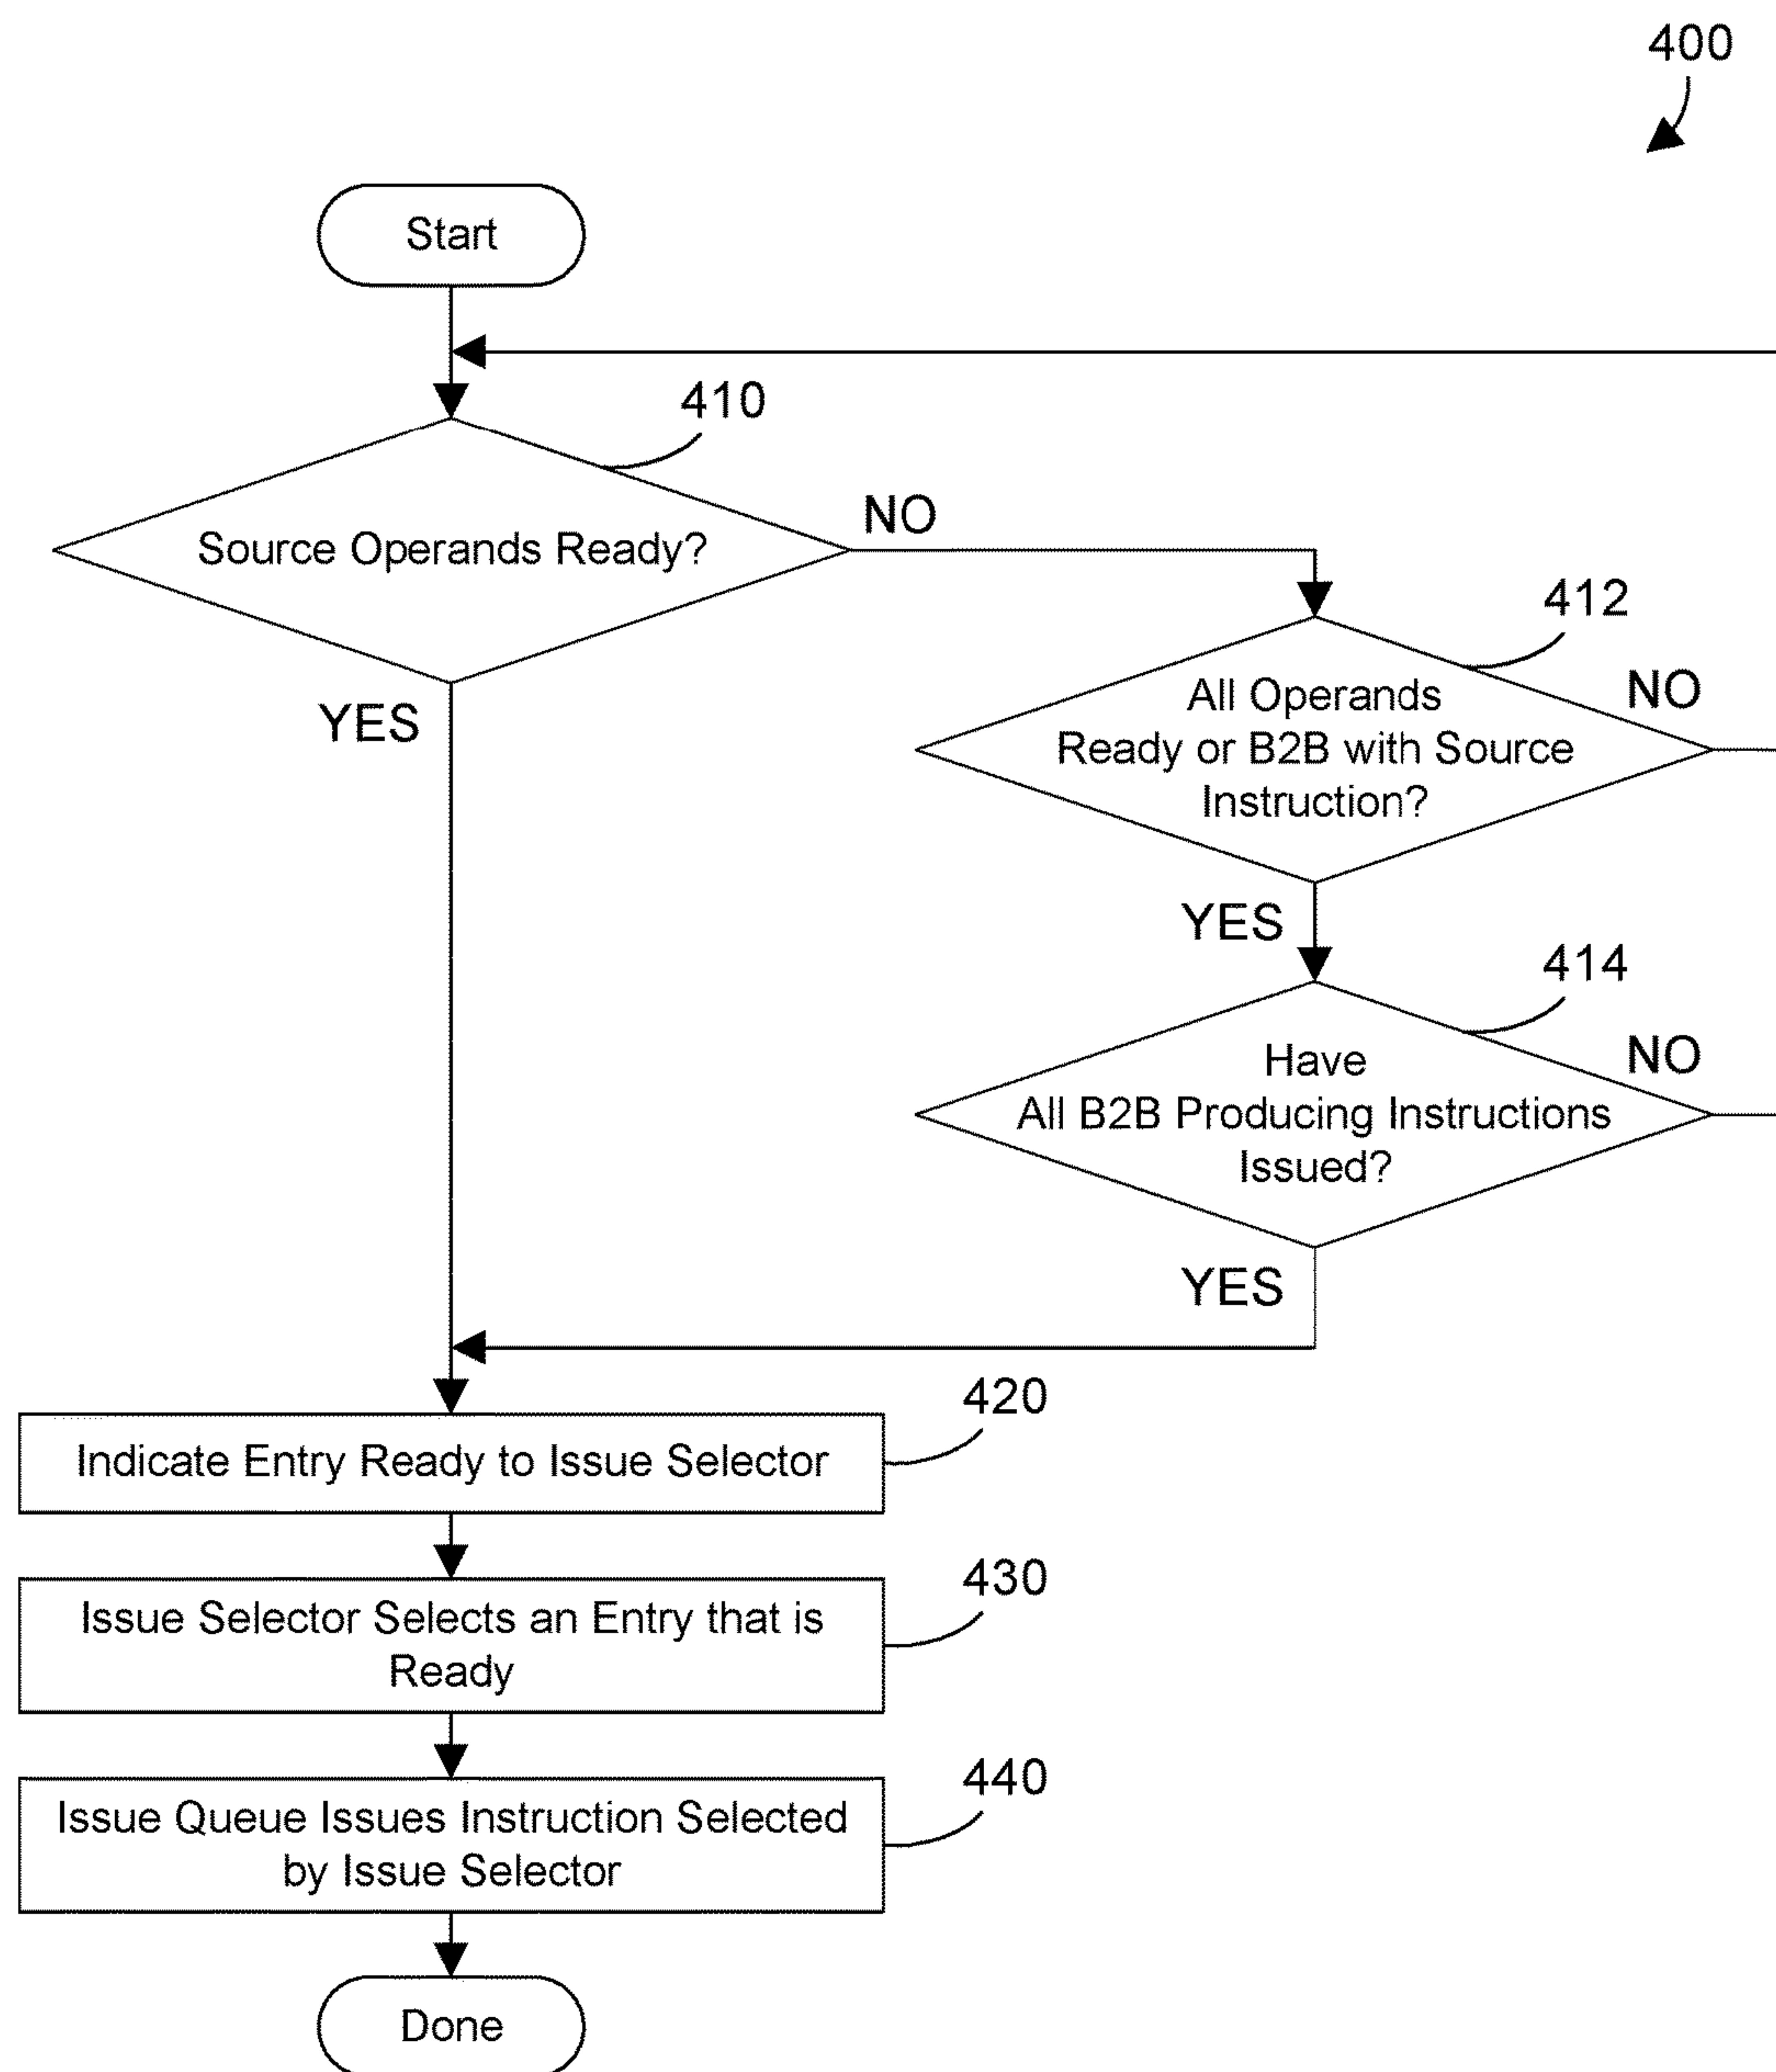 400
Start
410
Source Operands Ready?
NO
YES
412
All Operands
Ready or B2B with Source
Instruction?
NO
YES
414
Have
All B2B Producing Instructions
Issued?
NO
YES
420
Indicate Entry Ready to Issue Selector
430
Issue Selector Selects an Entry that is
Ready
440
Issue Queue Issues Instruction Selected
by Issue Selector
Done